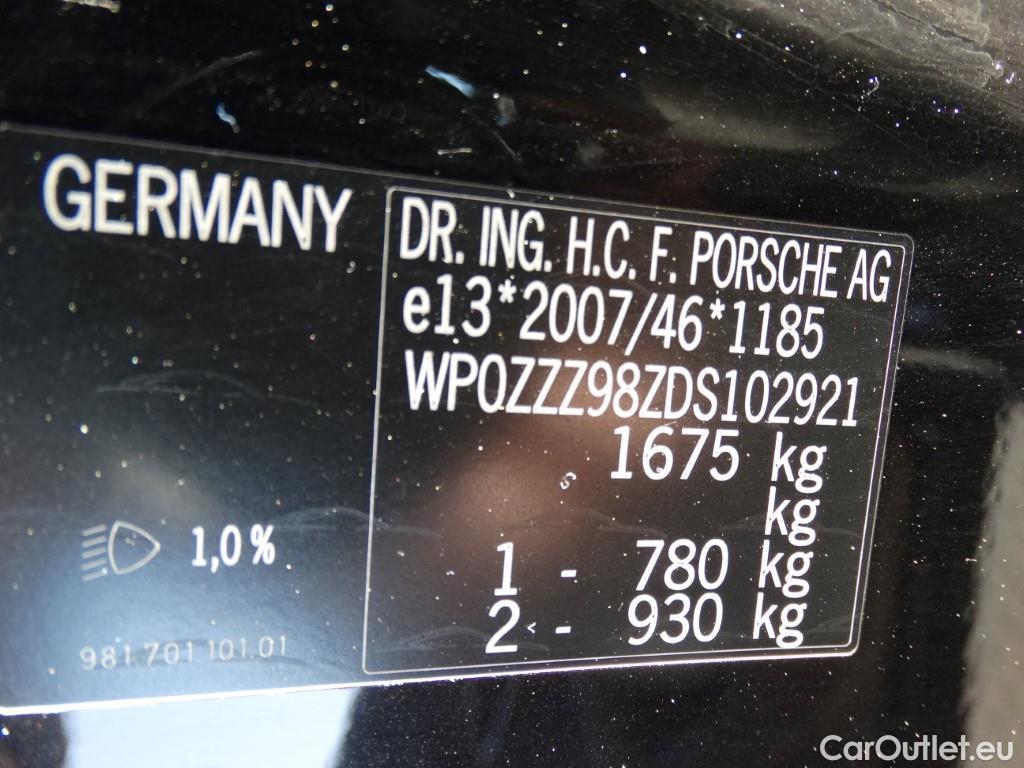 GERMANY
DR. ING. H.C. F. PORSCHE AG
e13*2007/46*1185
WP0ZZZ98ZDS102921
1675 kg
kg
1 - 780 kg
2 - 930 kg
1,0%
981.701.101.01
CarOutlet.eu